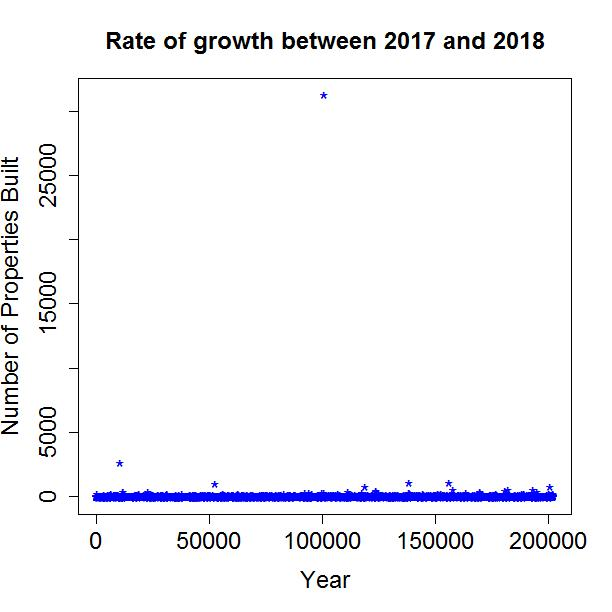 Rate of growth between 2017 and 2018
Number of Properties Built
25000
15000
5000
0
0 50000 100000 150000 200000
Year